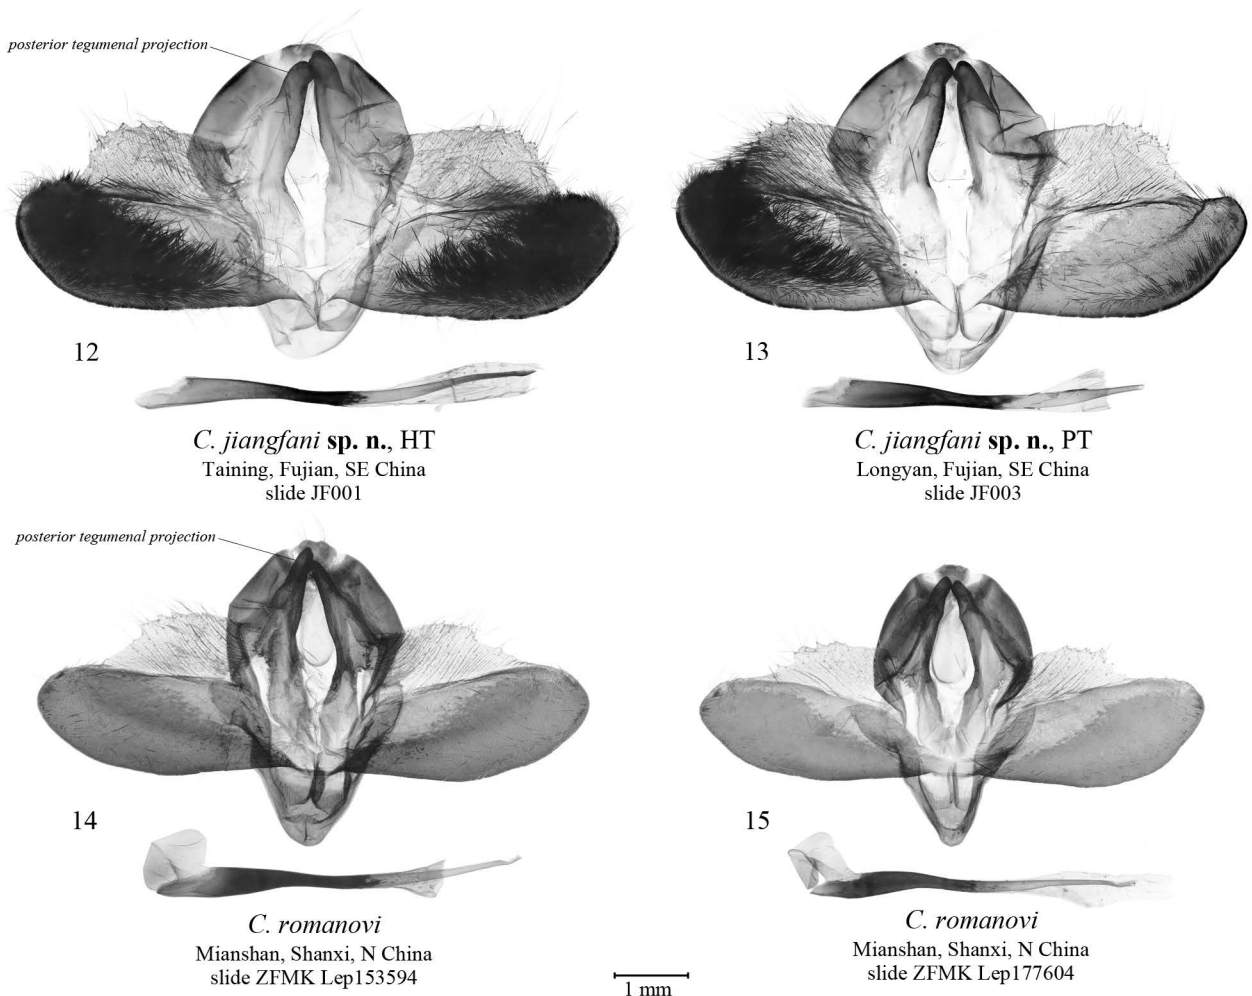 posterior tegumenal projection
12
13
C. jiangfani sp. n., HT
Taining, Fujian, SE China
slide JF001
C. jiangfani sp. n., PT
Longyan, Fujian, SE China
slide JF003
posterior tegumenal projection
14
15
C. romanovi
Mianshan, Shanxi, N China
slide ZFMK Lep153594
C. romanovi
Mianshan, Shanxi, N China
slide ZFMK Lep177604
1 mm